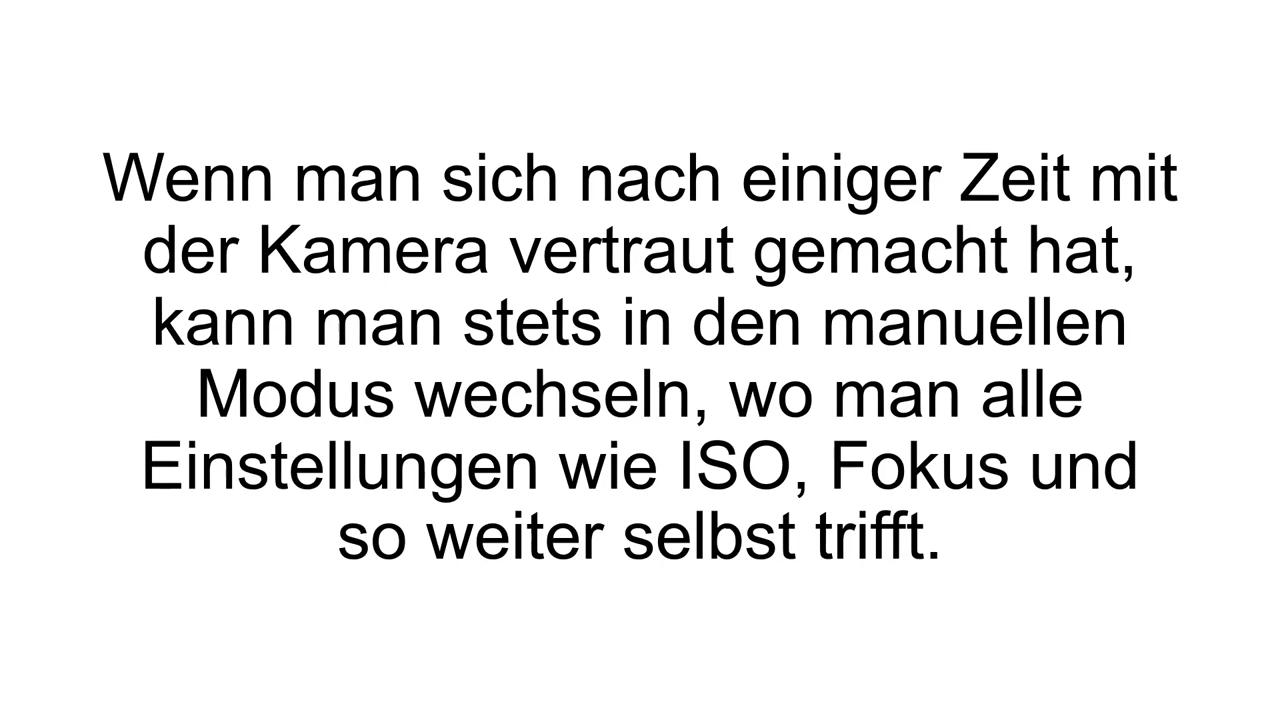 Wenn man sich nach einiger Zeit mit
der Kamera vertraut gemacht hat,
kann man stets in den manuellen
Modus wechseln, wo man alle
Einstellungen wie ISO, Fokus und
so weiter selbst trifft.